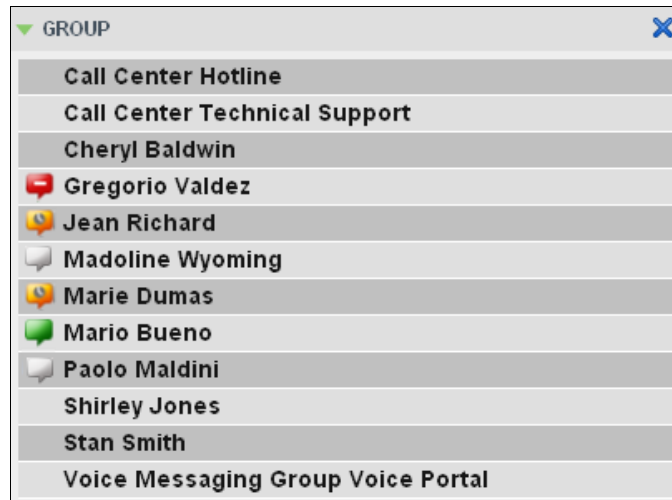 GROUP
Call Center Hotline
Call Center Technical Support
Cheryl Baldwin
Gregorio Valdez
Jean Richard
Madoline Wyoming
Marie Dumas
Mario Bueno
Paolo Maldini
Shirley Jones
Stan Smith
Voice Messaging Group Voice Portal